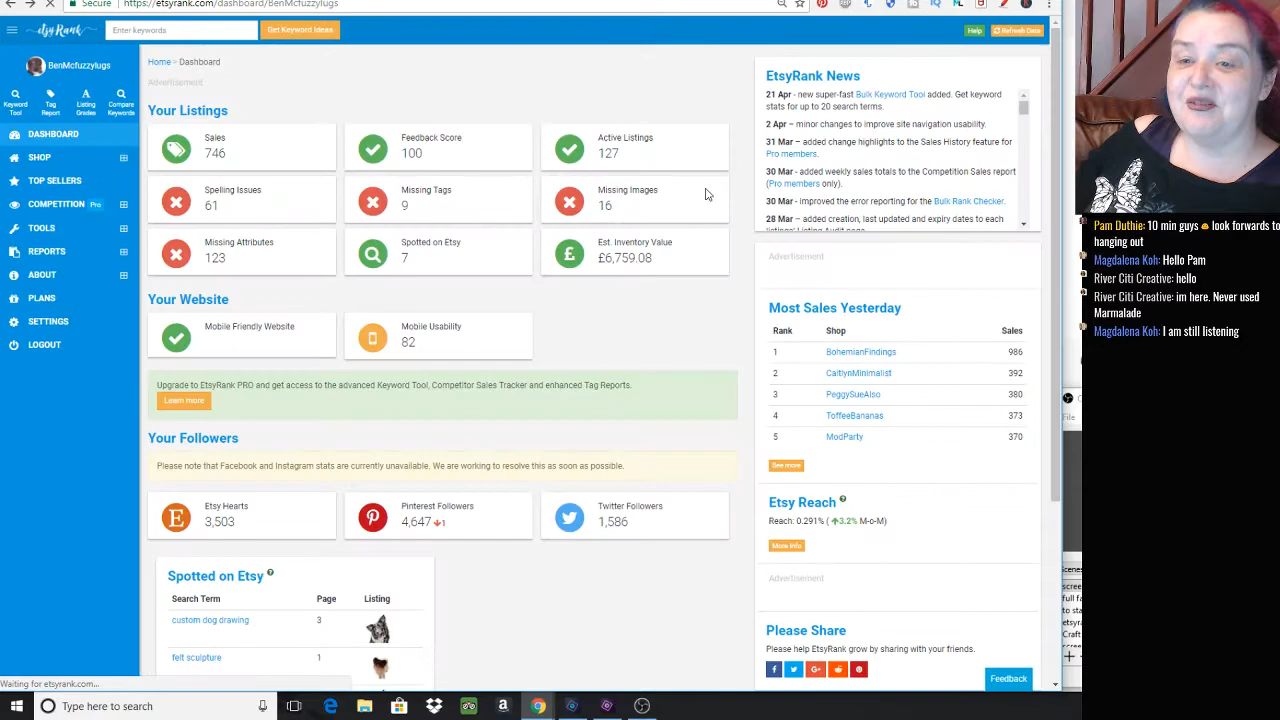 Secure https://etsyrank.com/dashboard/BenMcfuzzylugs
etsyRank
Enter keywords
Get Keyword Ideas
Help
Refresh Data
BenMcfuzzylugs
Keyword Tool
Tag Report
Listing Grades
Compare Keywords
DASHBOARD
SHOP
TOP SELLERS
COMPETITION Pro
TOOLS
REPORTS
ABOUT
PLANS
SETTINGS
LOGOUT
Home > Dashboard
Advertisement
Your Listings
Sales
746
Feedback Score
100
Active Listings
127
Spelling Issues
61
Missing Tags
9
Missing Images
16
Missing Attributes
123
Spotted on Etsy
7
Est. Inventory Value
£6,759.08
Your Website
Mobile Friendly Website
Mobile Usability
82
Upgrade to EtsyRank PRO and get access to the advanced Keyword Tool, Competitor Sales Tracker and enhanced Tag Reports.
Learn more
Your Followers
Please note that Facebook and Instagram stats are currently unavailable. We are working to resolve this as soon as possible.
Etsy Hearts
3,503
Pinterest Followers
4,647 1
Twitter Followers
1,586
Spotted on Etsy
Search Term Page Listing
custom dog drawing 3
felt sculpture 1
EtsyRank News
21 Apr - new super-fast Bulk Keyword Tool added. Get keyword
stats for up to 20 search terms.
2 Apr – minor changes to improve site navigation usability.
31 Mar – added change highlights to the Sales History feature for
Pro members.
30 Mar - added weekly sales totals to the Competition Sales report
(Pro members only).
30 Mar - improved the error reporting for the Bulk Rank Checker.
28 Mar – added creation, last updated and expiry dates to each
listings' Listing Audit page.
Advertisement
Most Sales Yesterday
Rank Shop Sales
1 BohemianFindings 986
2 CaitlynMinimalist 392
3 PeggySueAlso 380
4 ToffeeBananas 373
5 ModParty 370
See more
Etsy Reach
Reach: 0.291% ( 3.2% M-o-M)
More Info
Advertisement
Please Share
Please help EtsyRank grow by sharing with your friends.
Feedback
Waiting for etsyrank.com...
Type here to search
Pam Duthie: 10 min guys look forwards to
hanging out
Magdalena Koh: Hello Pam
River Citi Creative: hello
River Citi Creative: im here. Never used
Marmalade
Magdalena Koh: I am still listening
File